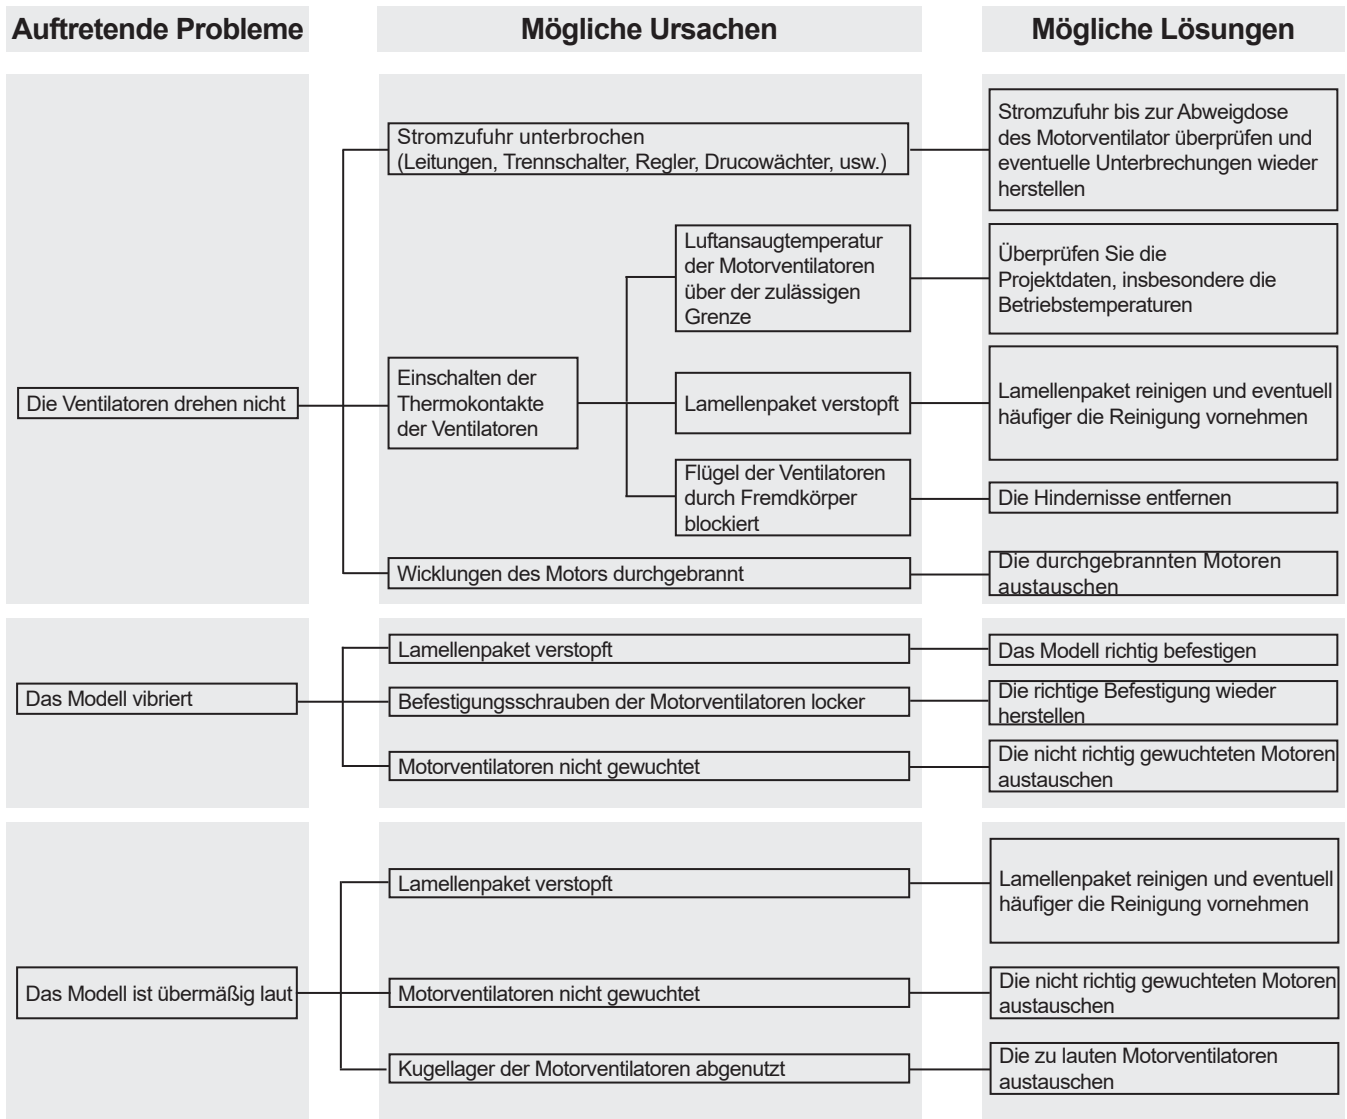 Auftretende Probleme
Mögliche Ursachen
Mögliche Lösungen
Die Ventilatoren drehen nicht
Stromzufuhr unterbrochen
(Leitungen, Trennschalter, Regler, Drucowächter, usw.)
Stromzufuhr bis zur Abweigdose
des Motorventilator überprüfen und
eventuelle Unterbrechungen wieder
herstellen
Einschalten der
Thermokontakte
der Ventilatoren
Luftansaugtemperatur
der Motorventilatoren
über der zulässigen
Grenze
Überprüfen Sie die
Projektdaten, insbesondere die
Betriebstemperaturen
Lamellenpaket verstopft
Lamellenpaket reinigen und eventuell
häufiger die Reinigung vornehmen
Flügel der Ventilatoren
durch Fremdkörper
blockiert
Die Hindernisse entfernen
Wicklungen des Motors durchgebrannt
Die durchgebrannten Motoren
austauschen
Das Modell vibriert
Lamellenpaket verstopft
Das Modell richtig befestigen
Befestigungsschrauben der Motorventilatoren locker
Die richtige Befestigung wieder
herstellen
Motorventilatoren nicht gewuchtet
Die nicht richtig gewuchteten Motoren
austauschen
Das Modell ist übermäßig laut
Lamellenpaket verstopft
Lamellenpaket reinigen und eventuell
häufiger die Reinigung vornehmen
Motorventilatoren nicht gewuchtet
Die nicht richtig gewuchteten Motoren
austauschen
Kugellager der Motorventilatoren abgenutzt
Die zu lauten Motorventilatoren
austauschen